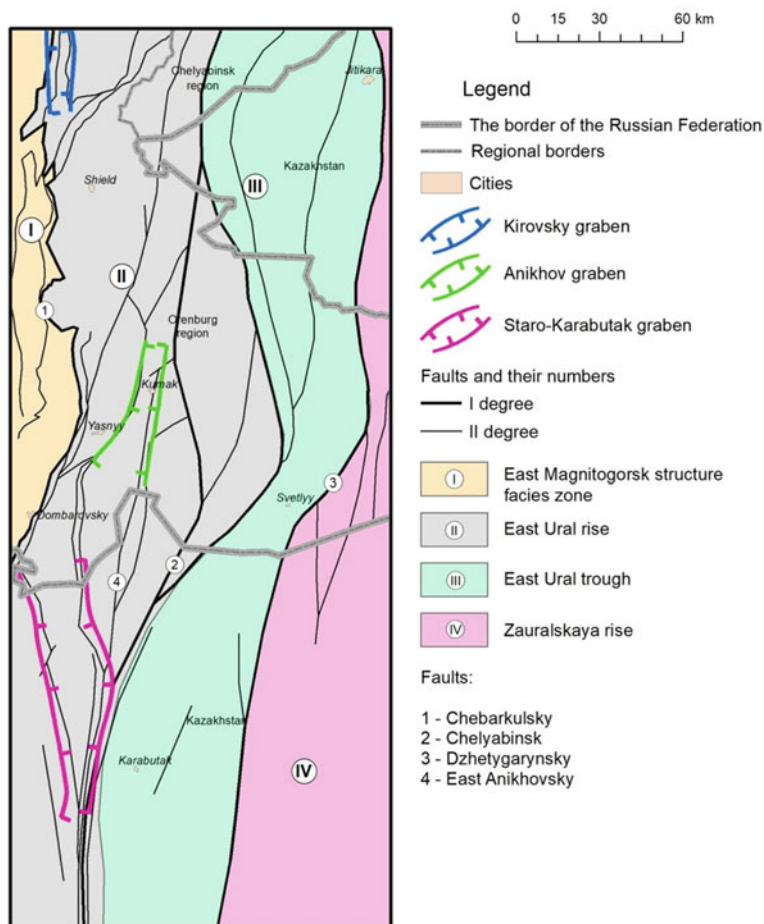 0 15 30 60 km
Chelyabinsk
region
Jitikara
Shield
III
Kazakhstan
I
II
1
Orenburg
region
Kumak
Yasnyy
3
Svetlyy
Dombarovsky
2
4
Kazakhstan
Karabutak
IV
Legend
The border of the Russian Federation
Regional borders
Cities
Kirovsky graben
Anikhov graben
Staro-Karabutak graben
Faults and their numbers
I degree
II degree
I East Magnitogorsk structure
facies zone
II East Ural rise
III East Ural trough
IV Zauralskaya rise
Faults:
1 - Chebarkulsky
2 - Chelyabinsk
3 - Dzhetygarynsky
4 - East Anikhovsky